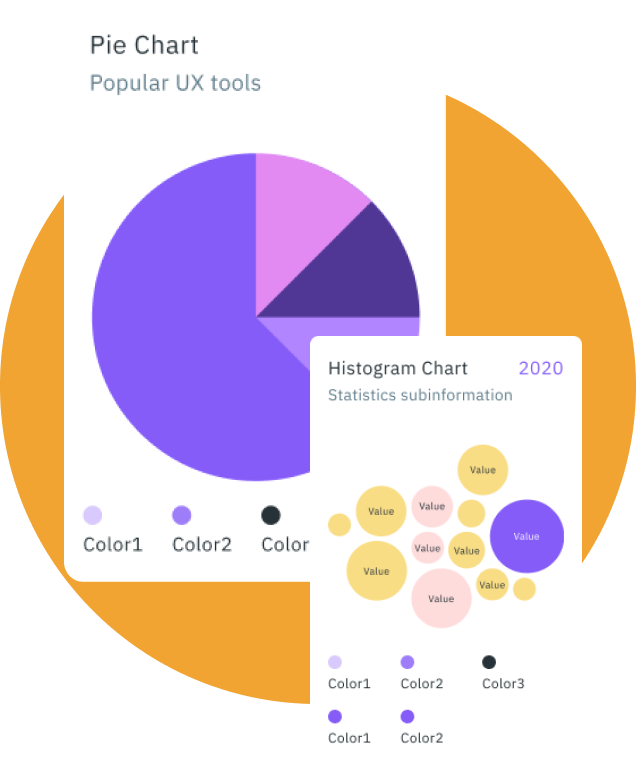 Pie Chart
Popular UX tools
Color1 Color2 Color
Histogram Chart 2020
Statistics subinformation
Value
Value
Value
Value
Value
Value
Value
Value
Value
Color1 Color2 Color3
Color1 Color2